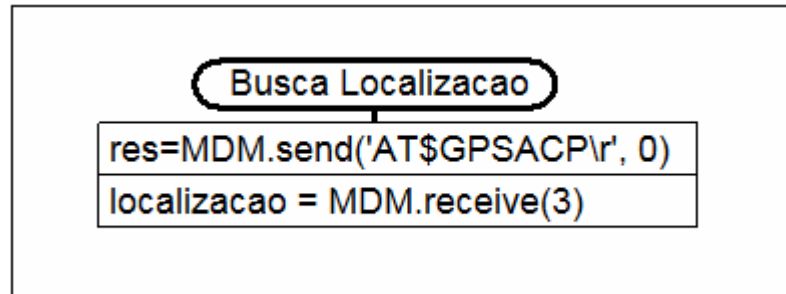 Busca Localizacao
res=MDM.send('AT$GPSACP\r', 0)
localizacao = MDM.receive(3)